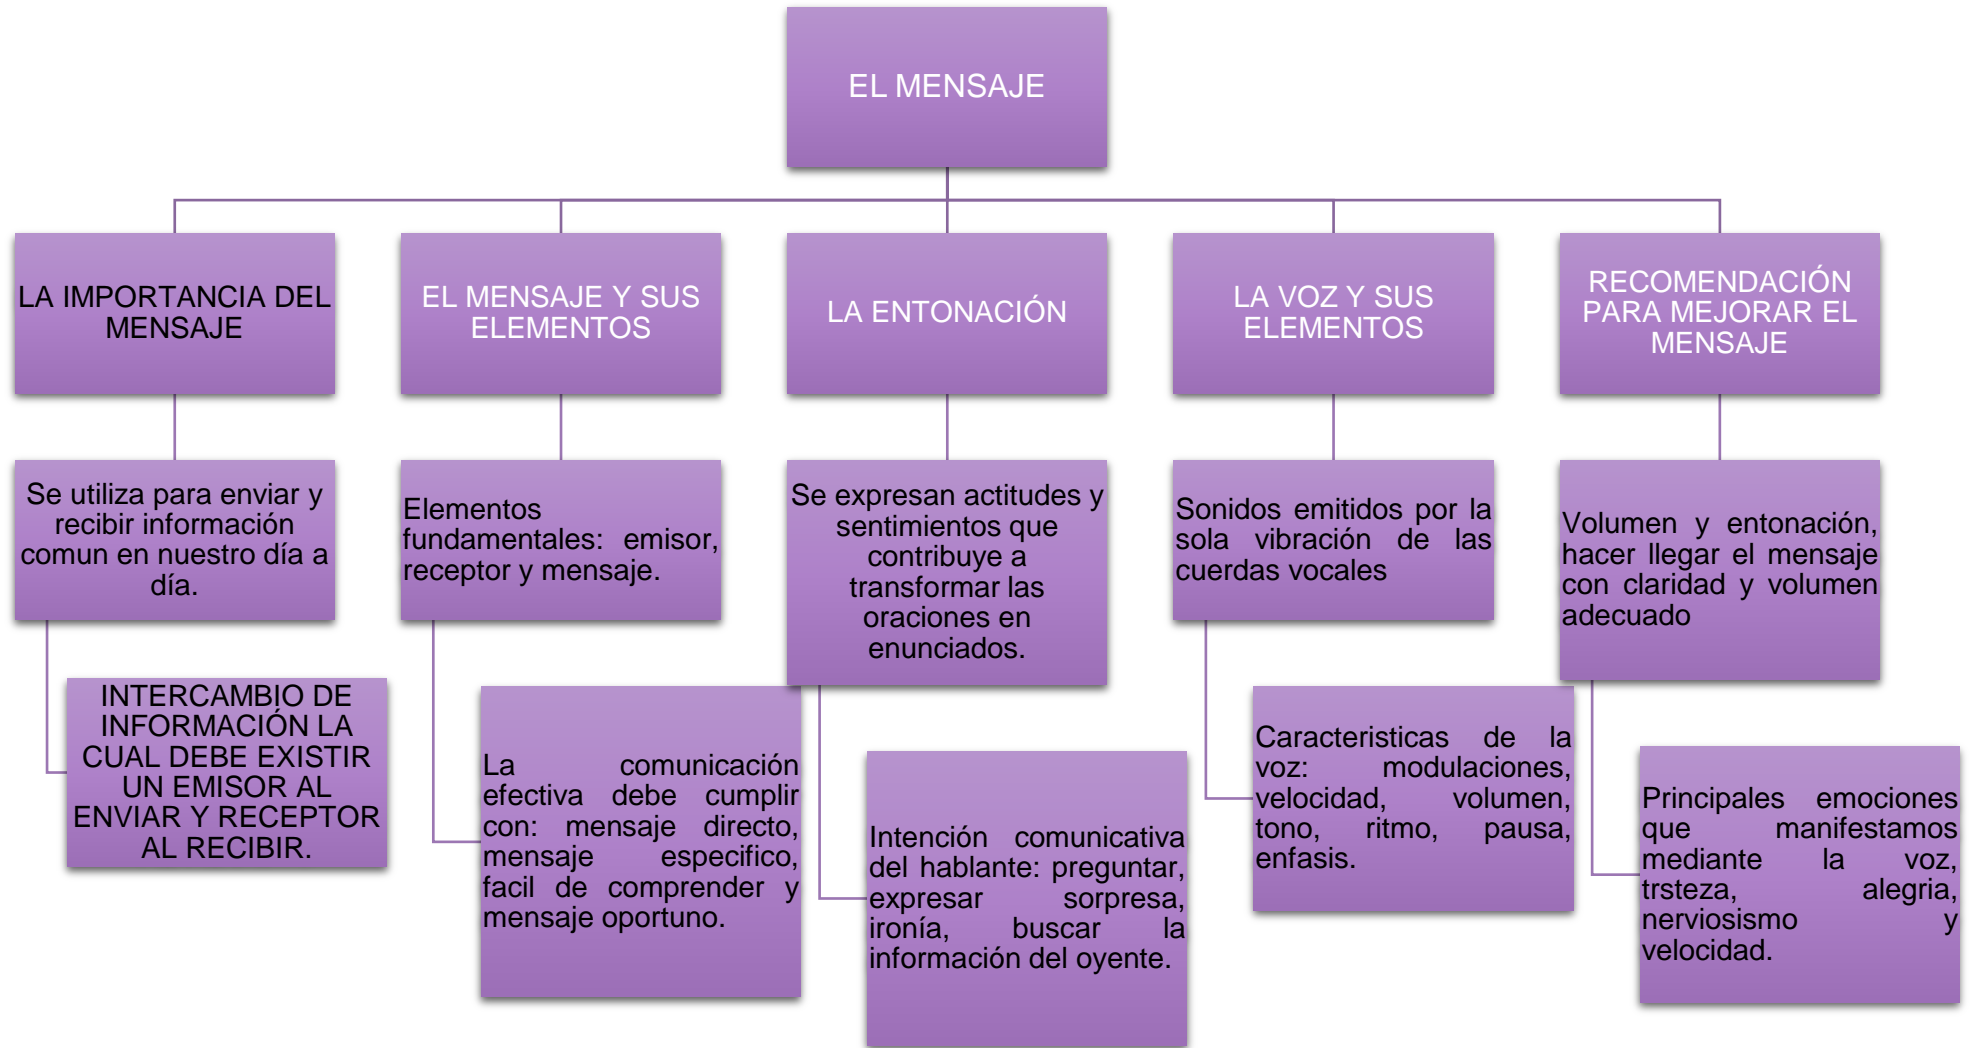 EL MENSAJE
LA IMPORTANCIA DEL
MENSAJE
EL MENSAJE Y SUS
ELEMENTOS
LA ENTONACIÓN
LA VOZ Y SUS
ELEMENTOS
RECOMENDACIÓN
PARA MEJORAR EL
MENSAJE
Se utiliza para enviar y
recibir información
comun en nuestro día a
día.
INTERCAMBIO DE
INFORMACIÓN LA
CUAL DEBE EXISTIR
UN EMISOR AL
ENVIAR Y RECEPTOR
AL RECIBIR.
Elementos
fundamentales: emisor,
receptor y mensaje.
La comunicación
efectiva debe cumplir
con: mensaje directo,
mensaje especifico,
facil de comprender y
mensaje oportuno.
Se expresan actitudes y
sentimientos que
contribuye a
transformar las
oraciones en
enunciados.
Intención comunicativa
del hablante: preguntar,
expresar sorpresa,
ironía, buscar la
información del oyente.
Sonidos emitidos por la
sola vibración de las
cuerdas vocales
Caracteristicas de la
voz: modulaciones,
velocidad, volumen,
tono, ritmo, pausa,
enfasis.
Volumen y entonación,
hacer llegar el mensaje
con claridad y volumen
adecuado
Principales emociones
que manifestamos
mediante la voz,
trsteza, alegria,
nerviosismo y
velocidad.